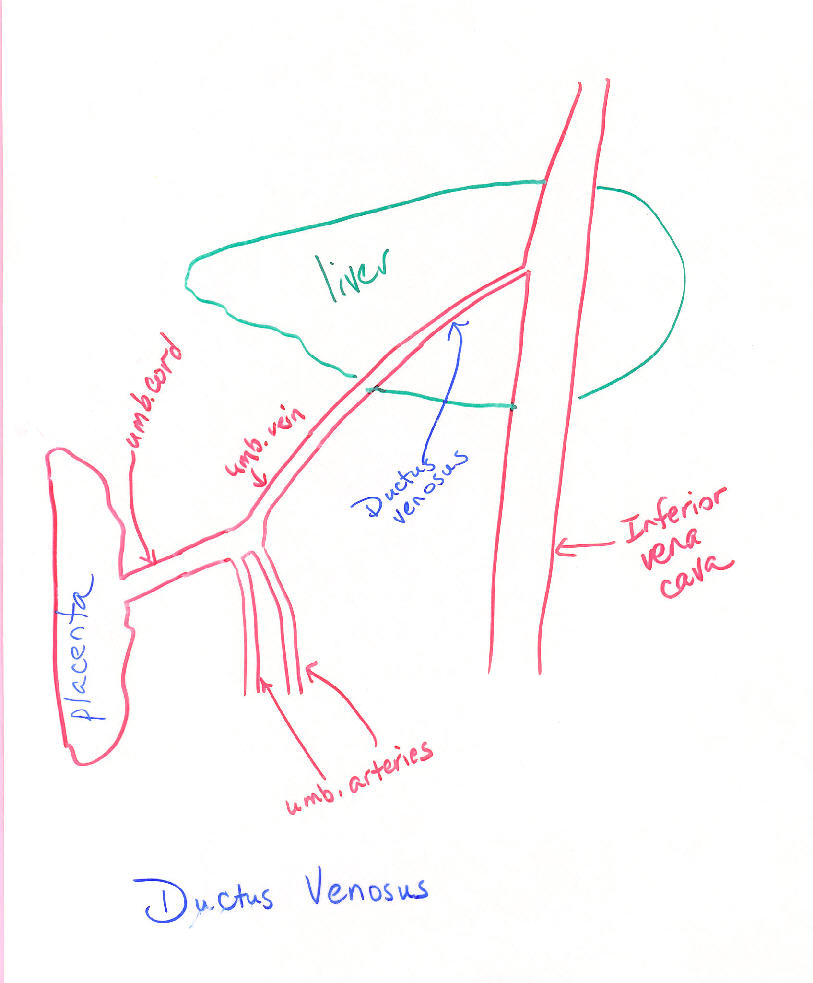 liver
umb.cord
umb. vein
Ductus
venosus
Inferior
vena
cava
placenta
umb. arteries
Ductus Venosus